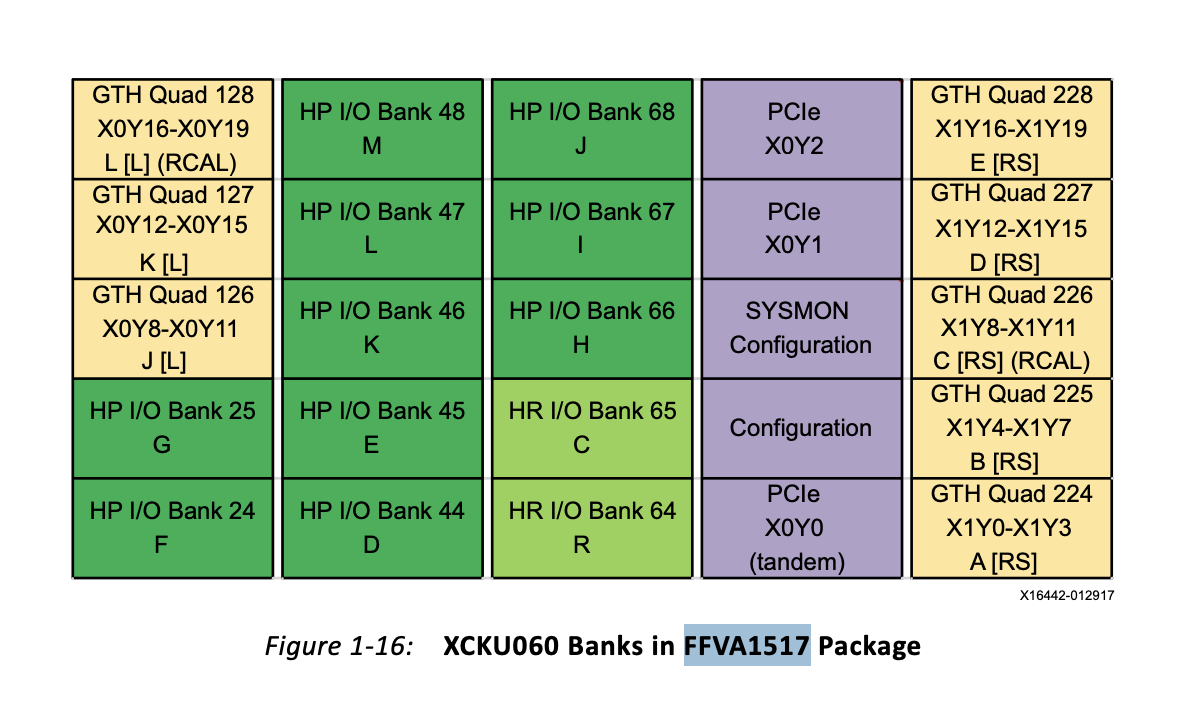 GTH Quad 128
X0Y16-X0Y19
L [L] (RCAL)
HP I/O Bank 48
M
HP I/O Bank 68
J
PCIe
X0Y2
GTH Quad 228
X1Y16-X1Y19
E [RS]
GTH Quad 127
X0Y12-X0Y15
K [L]
HP I/O Bank 47
L
HP I/O Bank 67
I
PCIe
X0Y1
GTH Quad 227
X1Y12-X1Y15
D [RS]
GTH Quad 126
X0Y8-X0Y11
J [L]
HP I/O Bank 46
K
HP I/O Bank 66
H
SYSMON
Configuration
GTH Quad 226
X1Y8-X1Y11
C [RS] (RCAL)
HP I/O Bank 25
G
HP I/O Bank 45
E
HR I/O Bank 65
C
Configuration
GTH Quad 225
X1Y4-X1Y7
B [RS]
HP I/O Bank 24
F
HP I/O Bank 44
D
HR I/O Bank 64
R
PCIe
X0Y0
(tandem)
GTH Quad 224
X1Y0-X1Y3
A [RS]
X16442-012917
Figure 1-16: XCKU060 Banks in FFVA1517 Package